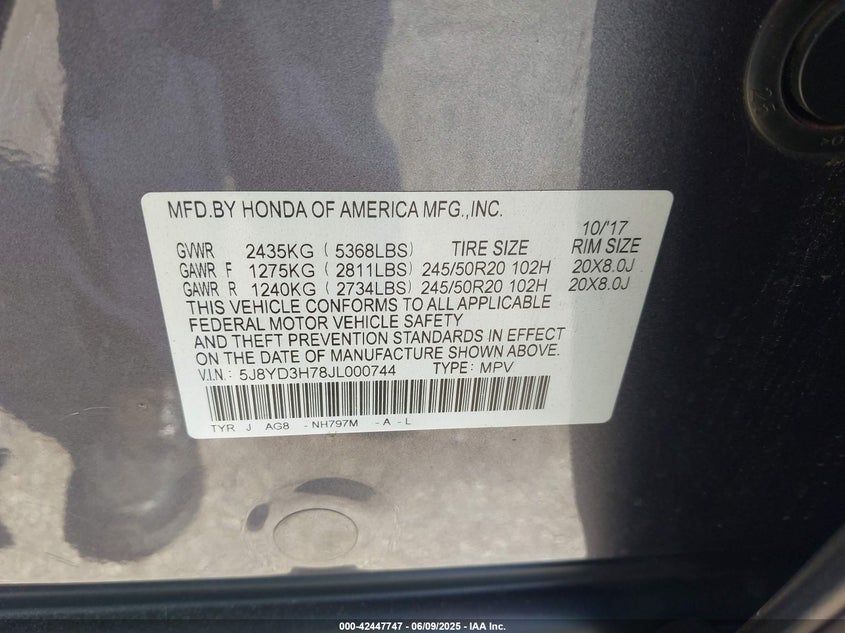 MFD.BY HONDA OF AMERICA MFG.,INC.
10/'17
GVWR 2435KG ( 5368LBS) TIRE SIZE RIM SIZE
GAWR F 1275KG ( 2811LBS) 245/50R20 102H 20X8.0J
GAWR R 1240KG ( 2734LBS) 245/50R20 102H 20X8.0J
THIS VEHICLE CONFORMS TO ALL APPLICABLE
FEDERAL MOTOR VEHICLE SAFETY
AND THEFT PREVENTION STANDARDS IN EFFECT
ON THE DATE OF MANUFACTURE SHOWN ABOVE.
V.I.N.: 5J8YD3H78JL000744 TYPE: MPV
TYR J AG8 - NH797M - A - L
000-42447747 - 06/09/2025 - IAA Inc.